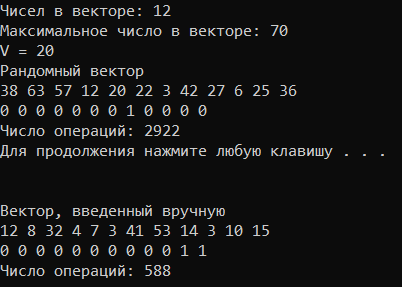 Чисел в векторе: 12
Максимальное число в векторе: 70
V = 20
Рандомный вектор
38 63 57 12 20 22 3 42 27 6 25 36
0 0 0 0 0 0 0 1 0 0 0 0
Число операций: 2922
Для продолжения нажмите любую клавишу . . .
Вектор, введенный вручную
12 8 32 4 7 3 41 53 14 3 10 15
0 0 0 0 0 0 0 0 0 0 1 1
Число операций: 588